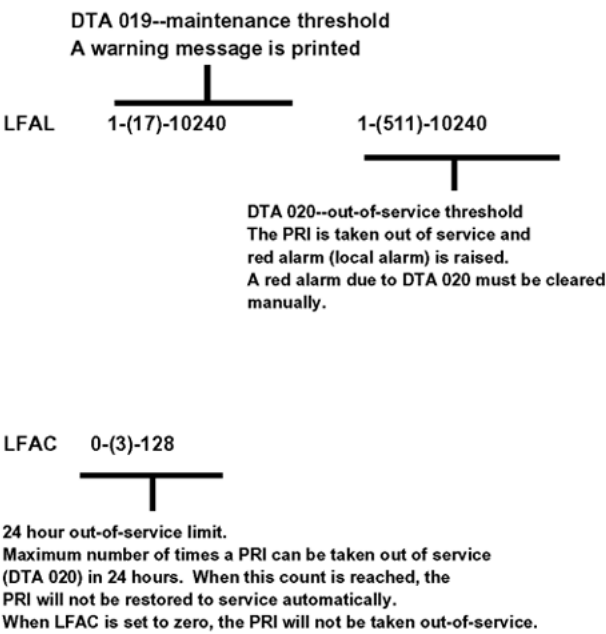 DTA 019--maintenance threshold
A warning message is printed
LFAL 1-(17)-10240 1-(511)-10240
DTA 020--out-of-service threshold
The PRI is taken out of service and
red alarm (local alarm) is raised.
A red alarm due to DTA 020 must be cleared
manually.
LFAC 0-(3)-128
24 hour out-of-service limit.
Maximum number of times a PRI can be taken out of service
(DTA 020) in 24 hours. When this count is reached, the
PRI will not be restored to service automatically.
When LFAC is set to zero, the PRI will not be taken out-of-service.